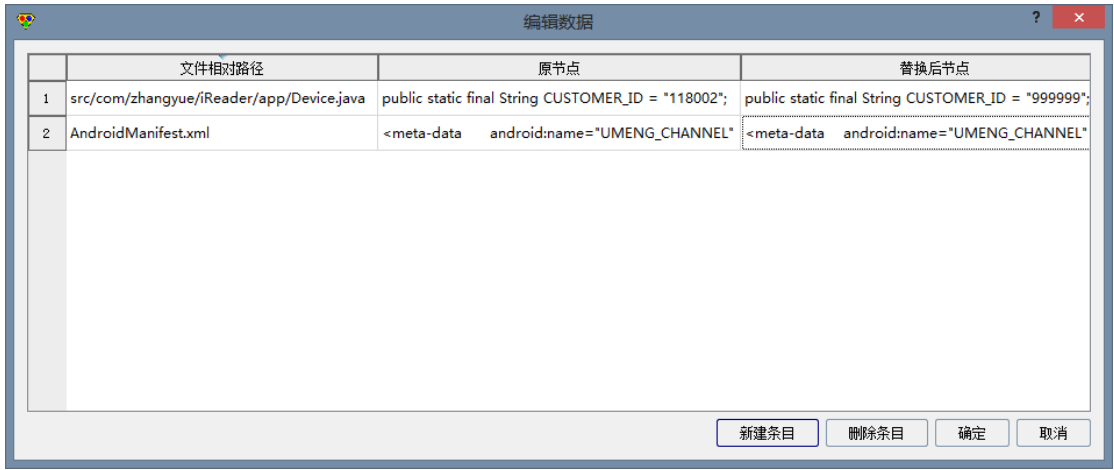 编辑数据
?
文件相对路径 原节点 替换后节点
1 src/com/zhangyue/iReader/app/Device.java public static final String CUSTOMER_ID = "118002"; public static final String CUSTOMER_ID = "999999";
2 AndroidManifest.xml <meta-data android:name="UMENG_CHANNEL" <meta-data android:name="UMENG_CHANNEL"
新建条目 删除条目 确定 取消